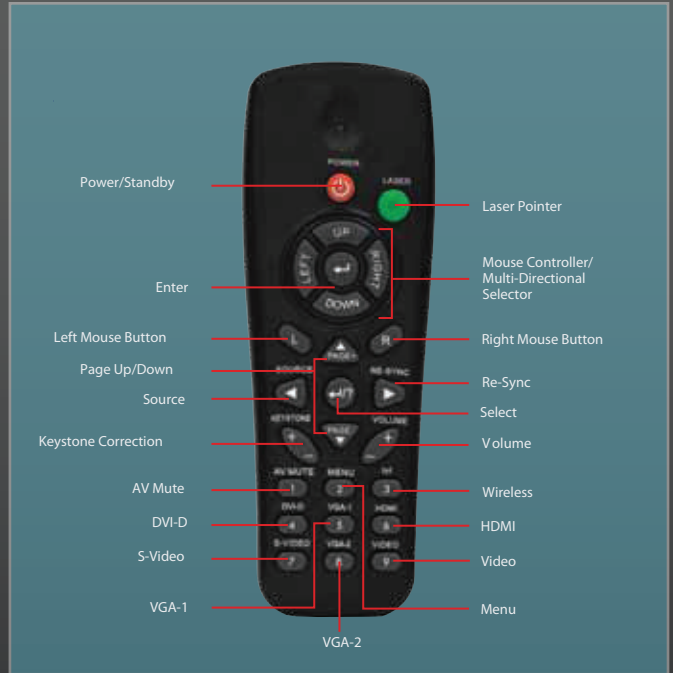 POWER
LASER
UP
LEFT
RIGHT
DOWN
L
R
PAGE+
SOURCE
RE-SYNC
PAGE-
KEYSTONE
VOLUME
AV MUTE
MENU
1
2
3
DVI-D
VGA-1
HDMI
4
5
6
S-VIDEO
VGA-2
VIDEO
7
8
9
Power/Standby
Enter
Left Mouse Button
Page Up/Down
Source
Keystone Correction
AV Mute
DVI-D
S-Video
VGA-1
VGA-2
Laser Pointer
Mouse Controller/
Multi-Directional
Selector
Right Mouse Button
Re-Sync
Select
Volume
Wireless
HDMI
Video
Menu